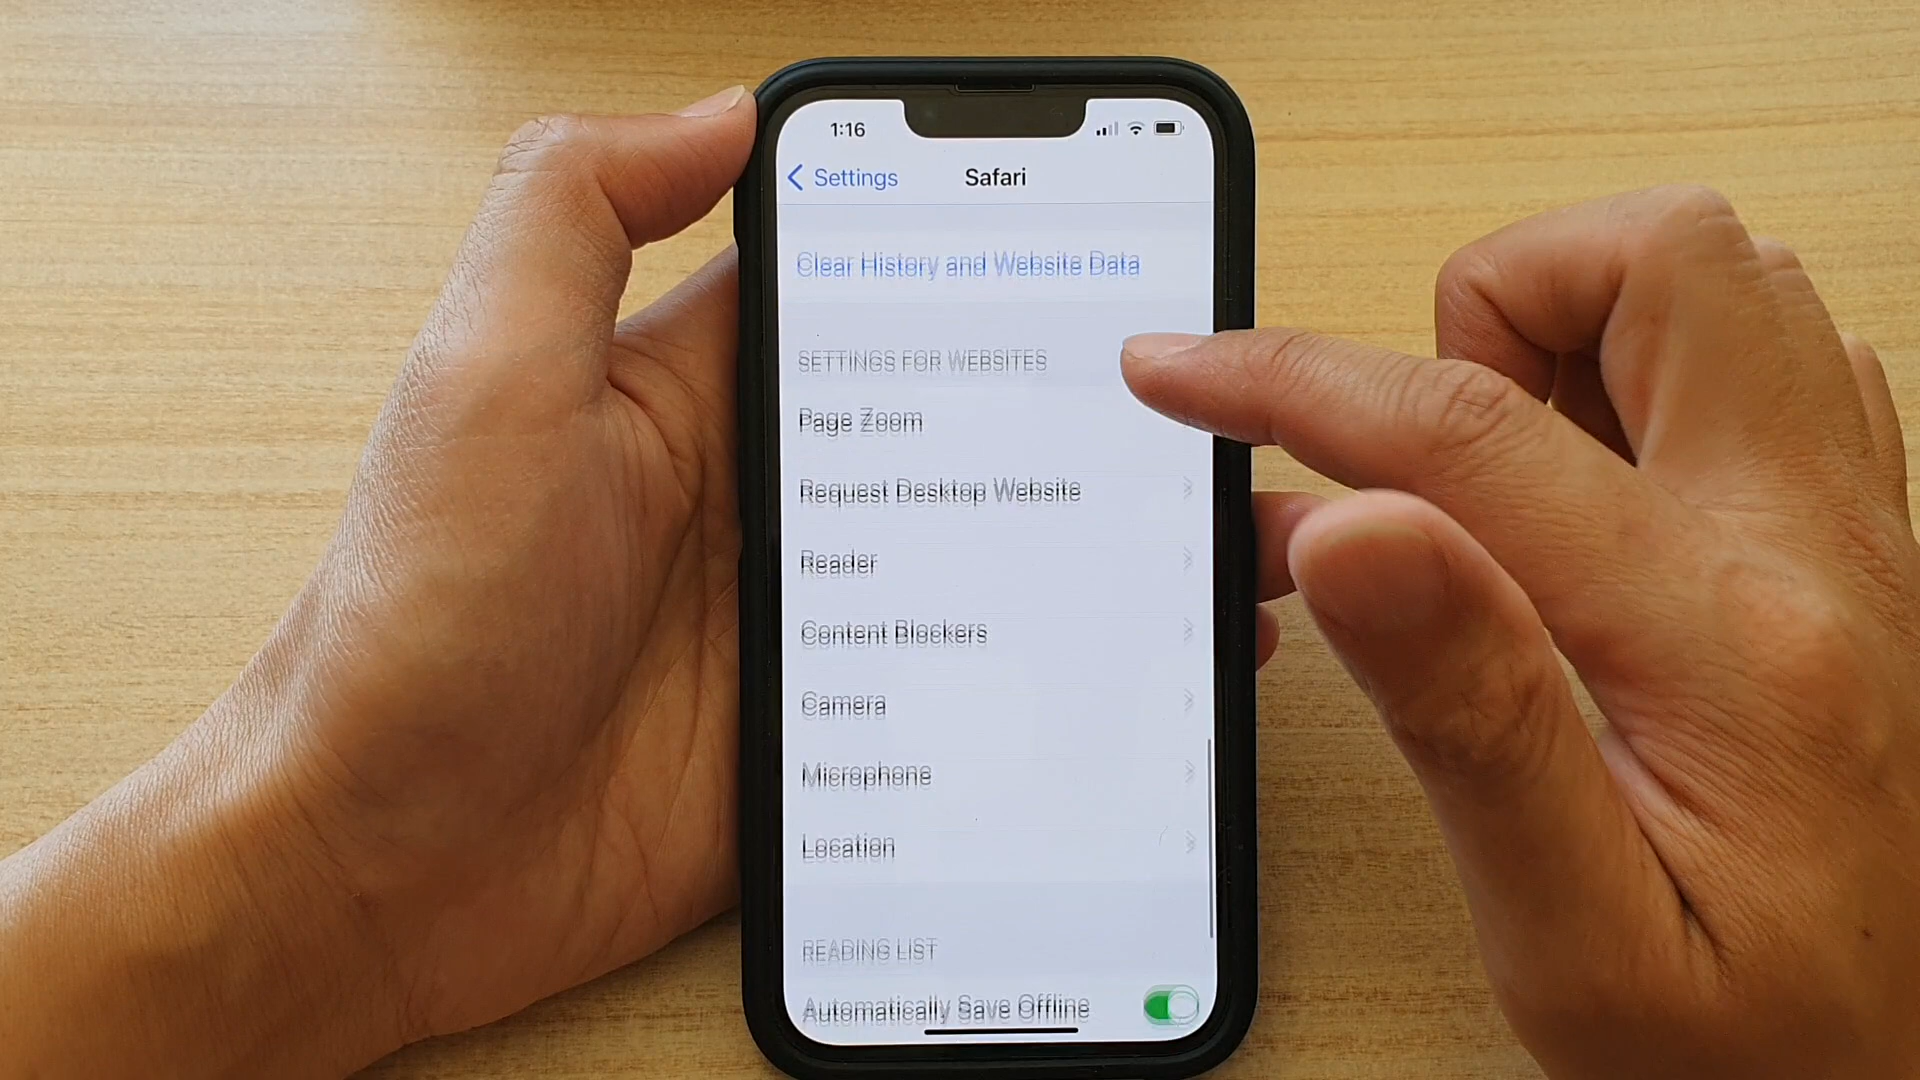 1:16
Settings
Safari
Clear History and Website Data
SETTINGS FOR WEBSITES
Page Zoom
Request Desktop Website
Reader
Content Blockers
Camera
Microphone
Location
READING LIST
Automatically Save Offline